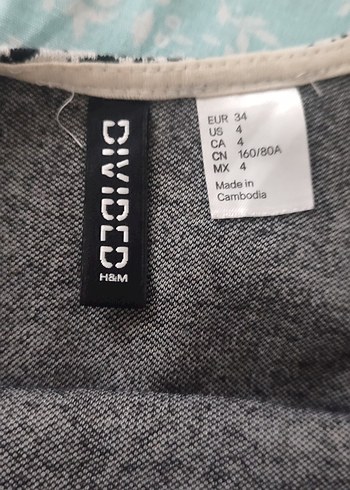 DIVIDED
H&M
EUR 34
US 4
CA 4
CN 160/80A
MX 4
Made in
Cambodia